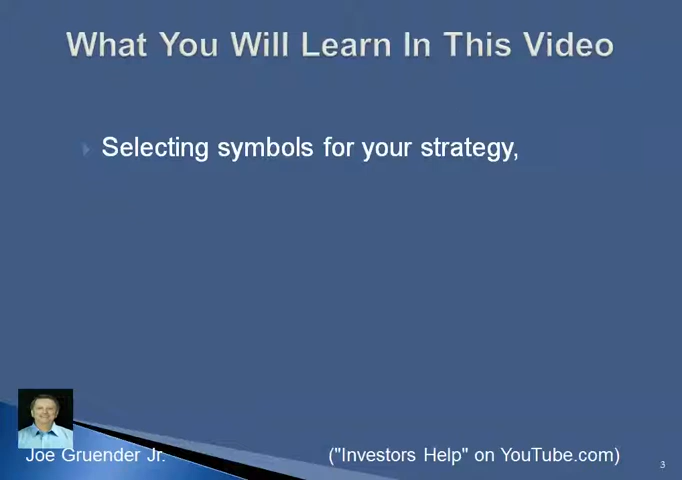 What You Will Learn In This Video
Selecting symbols for your strategy,
Joe Gruender Jr. ("Investors Help" on YouTube.com) 3